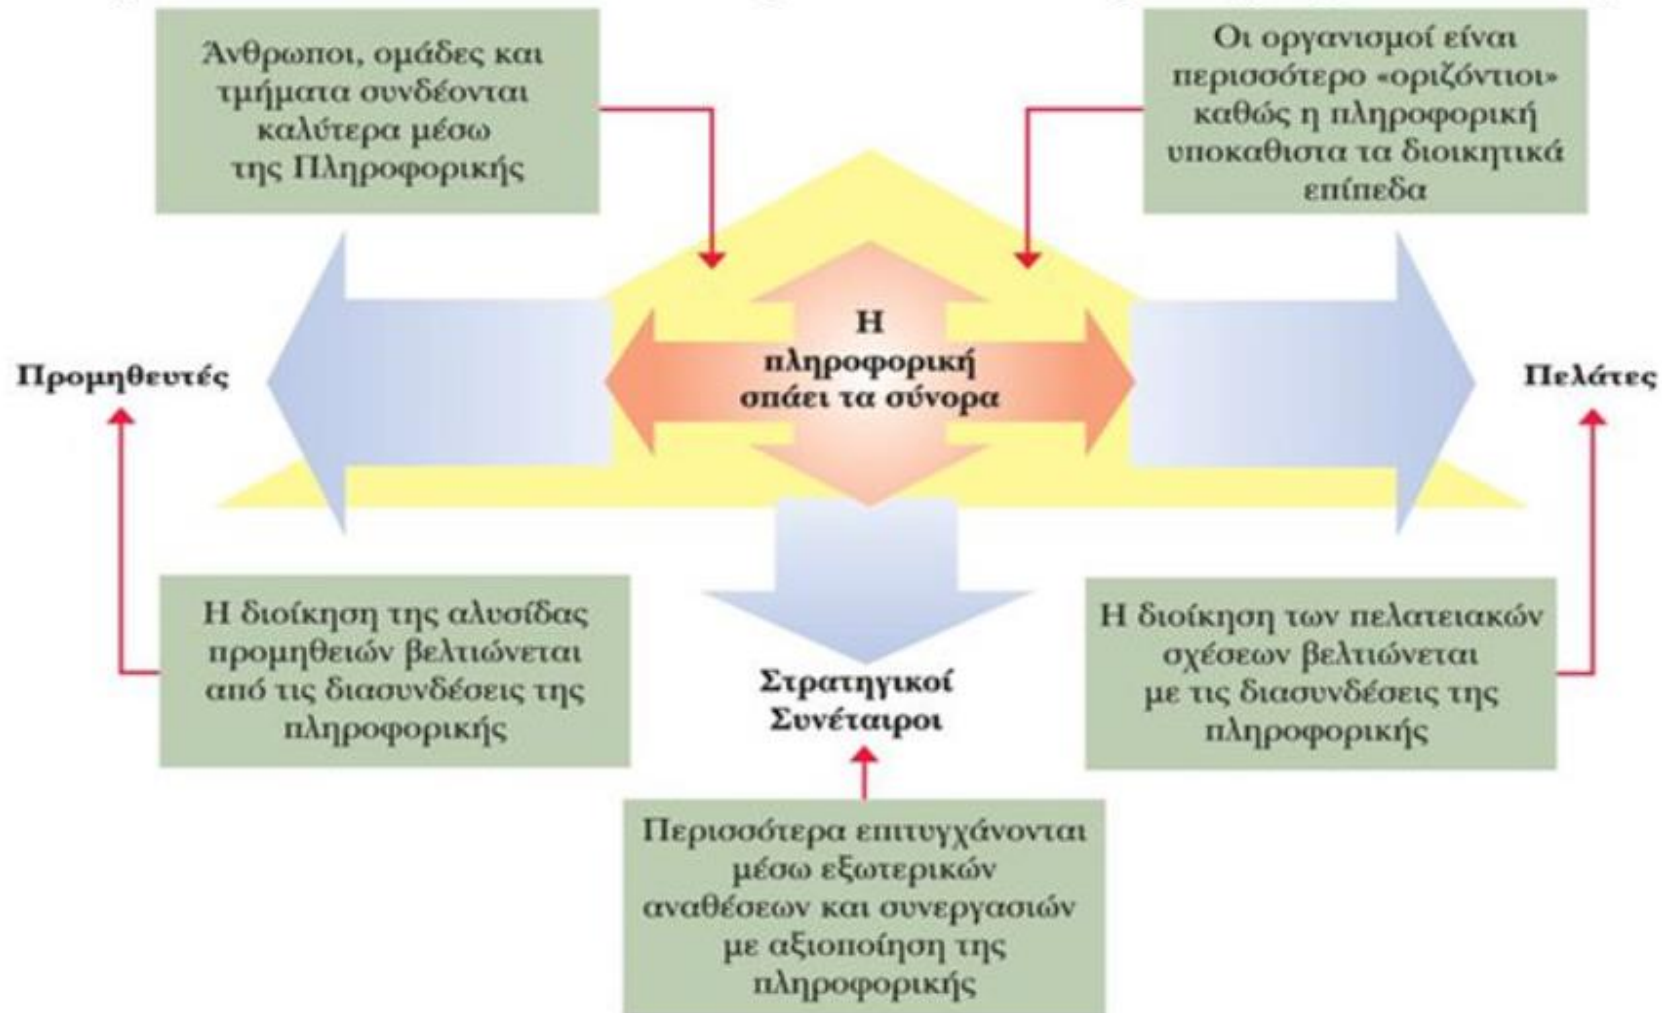 Άνθρωποι, ομάδες και
τμήματα συνδέονται
καλύτερα μέσω
της Πληροφορικής
Οι οργανισμοί είναι
περισσότερο «οριζόντιοι»
καθώς η πληροφορική
υποκαθιστα τα διοικητικά
επίπεδα
Η
πληροφορική
σπάει τα σύνορα
Προμηθευτές
Πελάτες
Η διοίκηση της αλυσίδας
προμηθειών βελτιώνεται
από τις διασυνδέσεις της
πληροφορικής
Στρατηγικοί
Συνέταιροι
Η διοίκηση των πελατειακών
σχέσεων βελτιώνεται
με τις διασυνδέσεις της
πληροφορικής
Περισσότερα επιτυγχάνονται
μέσω εξωτερικών
αναθέσεων και συνεργασιών
με αξιοποίηση της
πληροφορικής